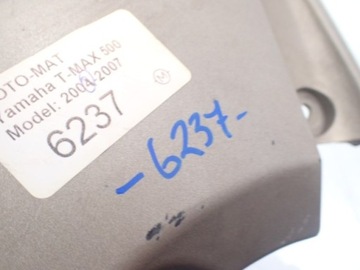 OTO-MAT
Yamaha T-MAX 500
Model: 2004-2007
6237
-6237-